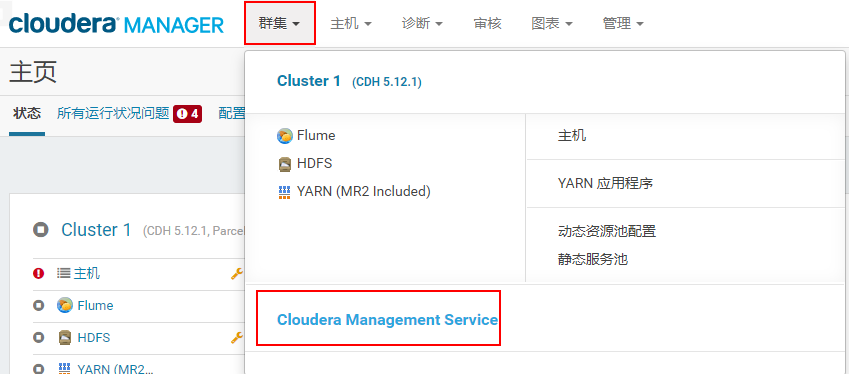 cloudera MANAGER
群集 主机 诊断 审核 图表 管理
主页
状态 所有运行状况问题 4 配置
Cluster 1 (CDH 5.12.1)
Flume
HDFS
YARN (MR2 Included)
主机
YARN 应用程序
动态资源池配置
静态服务池
Cloudera Management Service
Cluster 1 (CDH 5.12.1, Parcel
主机
Flume
HDFS
YARN (MR2...